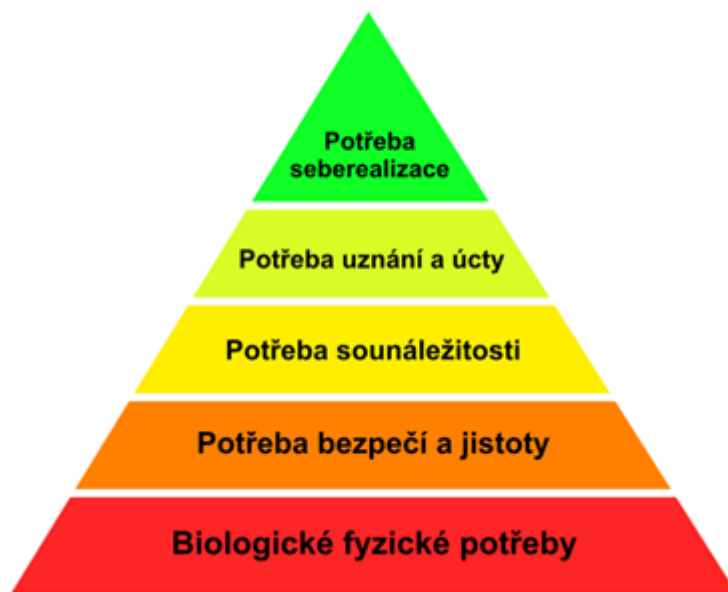 Potřeba
seberealizace
Potřeba uznání a úcty
Potřeba sounáležitosti
Potřeba bezpečí a jistoty
Biologické fyzické potřeby